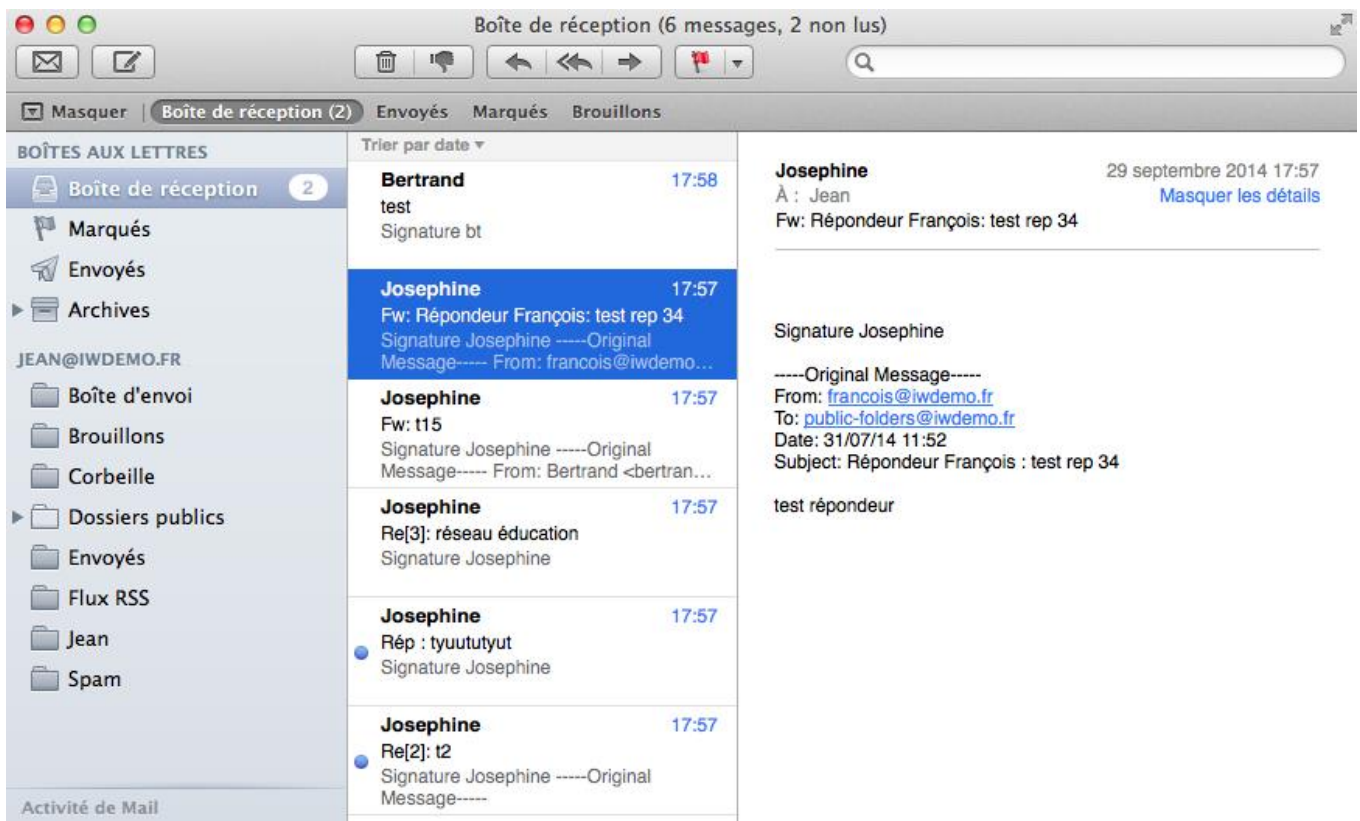 Boîte de réception (6 messages, 2 non lus)
Masquer
Boîte de réception (2)
Envoyés
Marqués
Brouillons
BOÎTES AUX LETTRES
Boîte de réception 2
Marqués
Envoyés
Archives
JEAN@IWDEMO.FR
Boîte d'envoi
Brouillons
Corbeille
Dossiers publics
Envoyés
Flux RSS
Jean
Spam
Activité de Mail
Trier par date
Bertrand 17:58
test
Signature bt
Josephine 17:57
Fw: Répondeur François: test rep 34
Signature Josephine -----Original
Message----- From: francois@iwdemo...
Josephine 17:57
Fw: t15
Signature Josephine -----Original
Message----- From: Bertrand <bertran...
Josephine 17:57
Re[3]: réseau éducation
Signature Josephine
Josephine 17:57
Rép : tyuututyut
Signature Josephine
Josephine 17:57
Re[2]: t2
Signature Josephine -----Original
Message-----
Josephine 29 septembre 2014 17:57
À : Jean Masquer les détails
Fw: Répondeur François: test rep 34
Signature Josephine
-----Original Message-----
From: francois@iwdemo.fr
To: public-folders@iwdemo.fr
Date: 31/07/14 11:52
Subject: Répondeur François : test rep 34
test répondeur